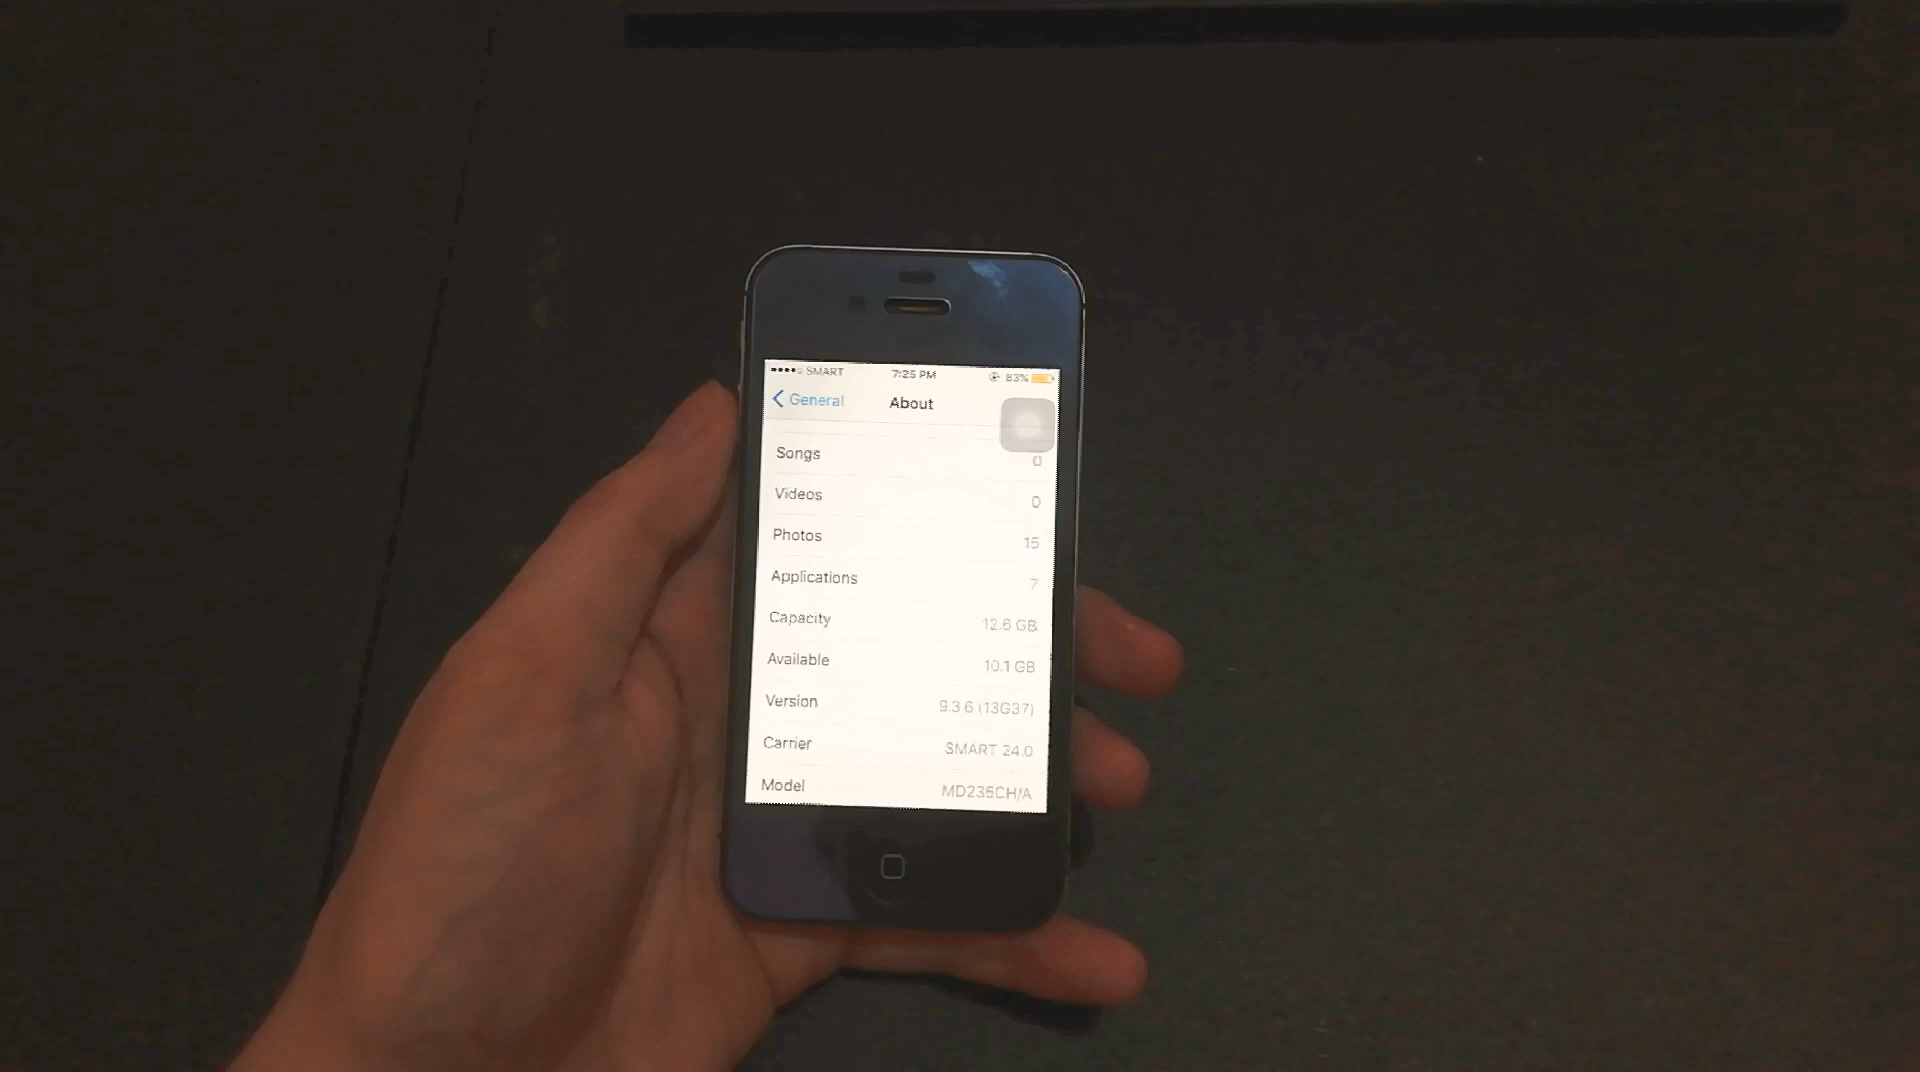 SMART 7:25 PM 83%
General About
Songs 0
Videos 0
Photos 15
Applications 7
Capacity 12.6 GB
Available 10.1 GB
Version 9.3.6 (13G37)
Carrier SMART 24.0
Model MD235CH/A